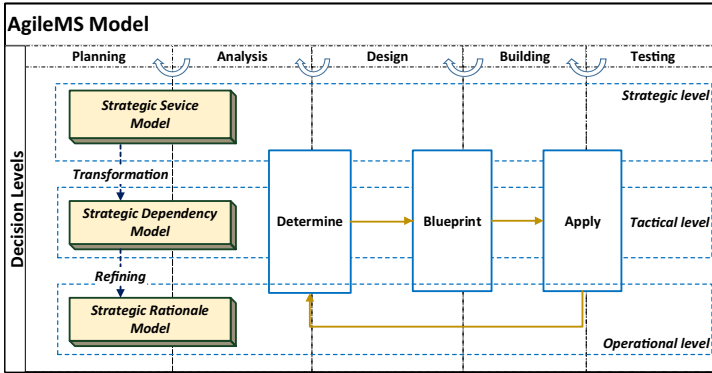 AgileMS Model
Planning Analysis Design Building Testing
Decision Levels
Strategic level
Strategic Sevice
Model
Transformation
Strategic Dependency
Model
Determine
Blueprint
Apply
Tactical level
Refining
Strategic Rationale
Model
Operational level